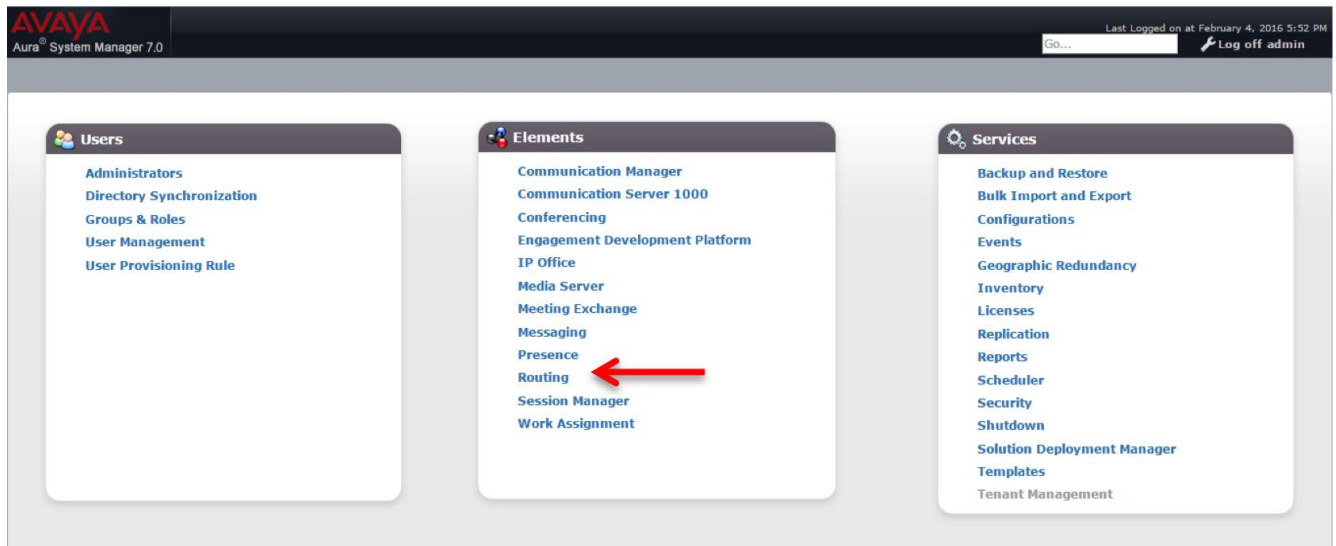 AVAYA
Aura® System Manager 7.0
Last Logged on at February 4, 2016 5:52 PM
Go...
Log off admin
Users
Administrators
Directory Synchronization
Groups & Roles
User Management
User Provisioning Rule
Elements
Communication Manager
Communication Server 1000
Conferencing
Engagement Development Platform
IP Office
Media Server
Meeting Exchange
Messaging
Presence
Routing
Session Manager
Work Assignment
Services
Backup and Restore
Bulk Import and Export
Configurations
Events
Geographic Redundancy
Inventory
Licenses
Replication
Reports
Scheduler
Security
Shutdown
Solution Deployment Manager
Templates
Tenant Management